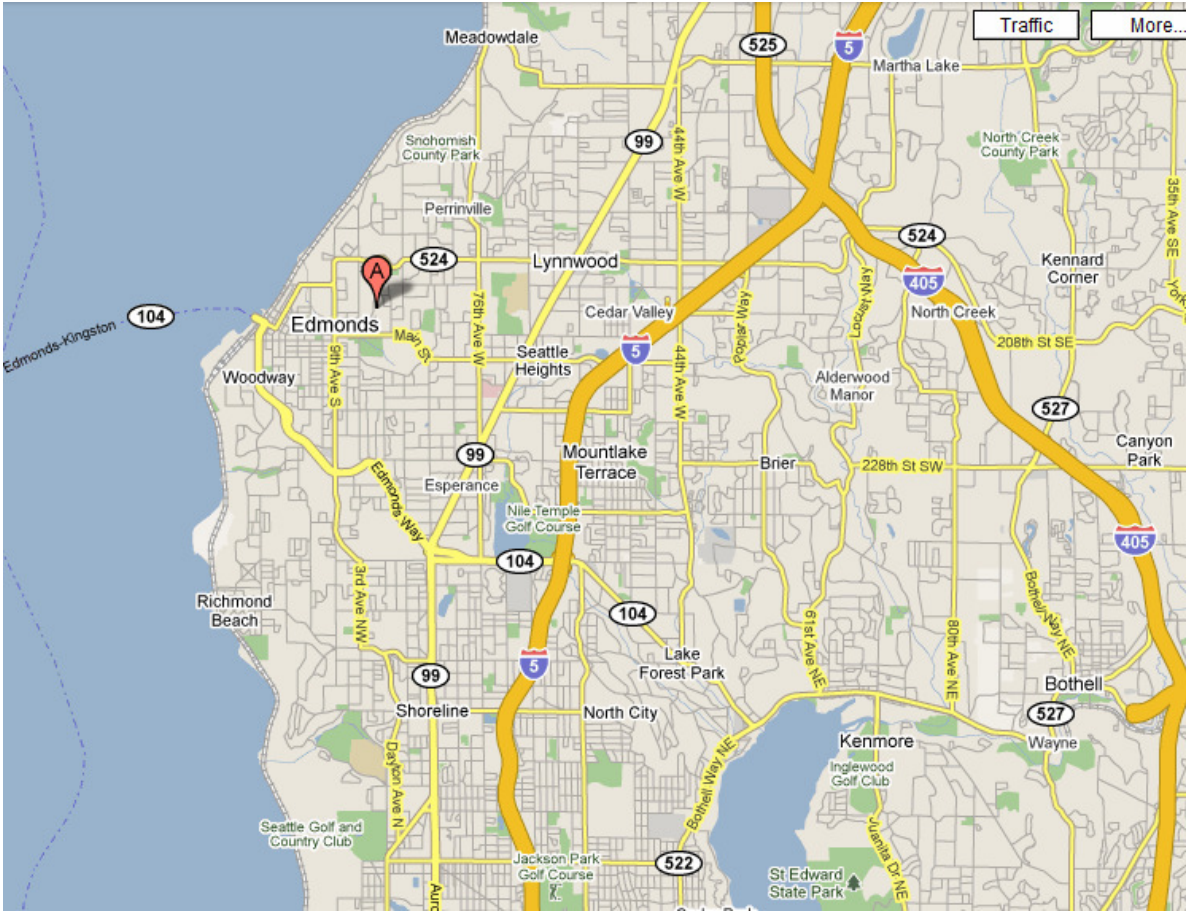 Traffic
More...
Meadowdale
525
5
Martha Lake
Snohomish
County Park
99
44th Ave W
North Creek
County Park
35th Ave SE
Perrinville
524
Lynnwood
524
Kennard
Corner
A
405
104
Edmonds-Kingston
Edmonds
76th Ave W
Cedar Valley
Poplar Way
Larch Way
North Creek
York
Main St
9th Ave S
Seattle
Heights
5
44th Ave W
208th St SE
Woodway
Alderwood
Manor
527
99
Mountlake
Terrace
Brier
228th St SW
Canyon
Park
Esperance
Edmonds Way
Nile Temple
Golf Course
405
104
3rd Ave NW
Richmond
Beach
104
61st Ave NE
80th Ave NE
Bothell Way NE
5
Lake
Forest Park
99
Bothell
Shoreline
North City
527
Kenmore
Wayne
Dayton Ave N
Bothell Way NE
Inglewood
Golf Club
Seattle Golf and
Country Club
Juanita Dr NE
Jackson Park
Golf Course
522
St Edward
State Park
Auro